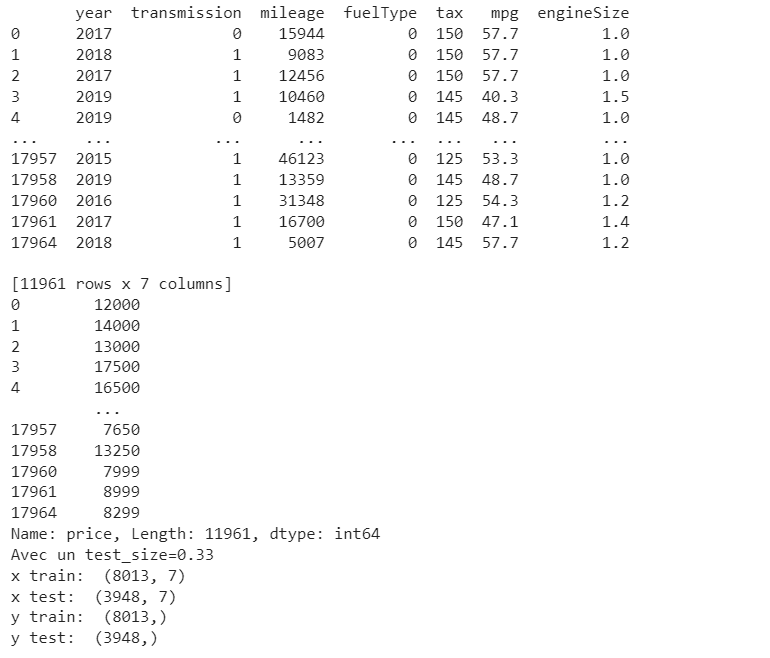 year transmission mileage fuelType tax mpg engineSize
0 2017 0 15944 0 150 57.7 1.0
1 2018 1 9083 0 150 57.7 1.0
2 2017 1 12456 0 150 57.7 1.0
3 2019 1 10460 0 145 40.3 1.5
4 2019 0 1482 0 145 48.7 1.0
... ... ... ... ... ... ... ...
17957 2015 1 46123 0 125 53.3 1.0
17958 2019 1 13359 0 145 48.7 1.0
17960 2016 1 31348 0 125 54.3 1.2
17961 2017 1 16700 0 150 47.1 1.4
17964 2018 1 5007 0 145 57.7 1.2
[11961 rows x 7 columns]
0 12000
1 14000
2 13000
3 17500
4 16500
...
17957 7650
17958 13250
17960 7999
17961 8999
17964 8299
Name: price, Length: 11961, dtype: int64
Avec un test_size=0.33
x train:  (8013, 7)
x test:  (3948, 7)
y train:  (8013,)
y test:  (3948,)